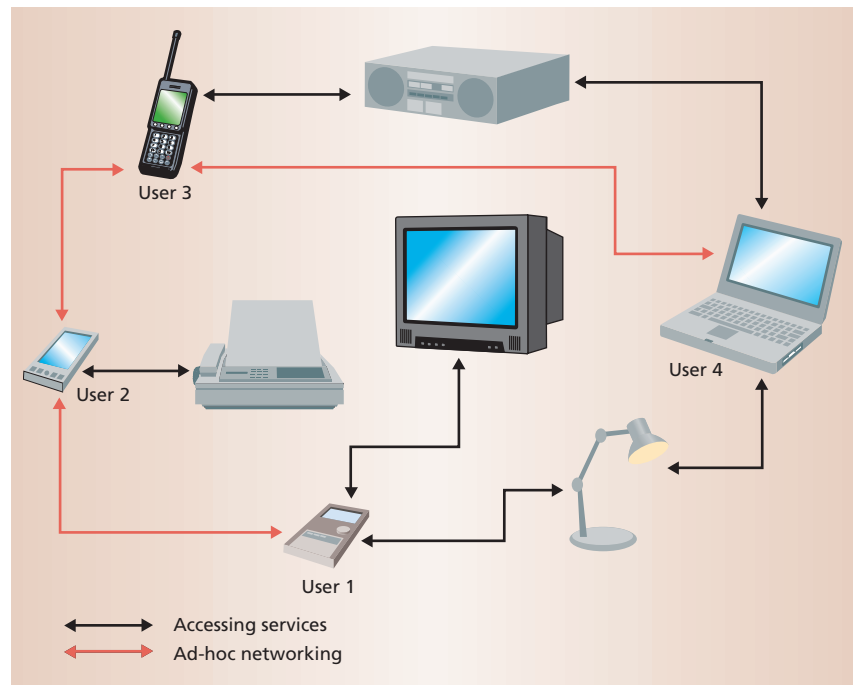 User 3
User 4
User 2
User 1
Accessing services
Ad-hoc networking